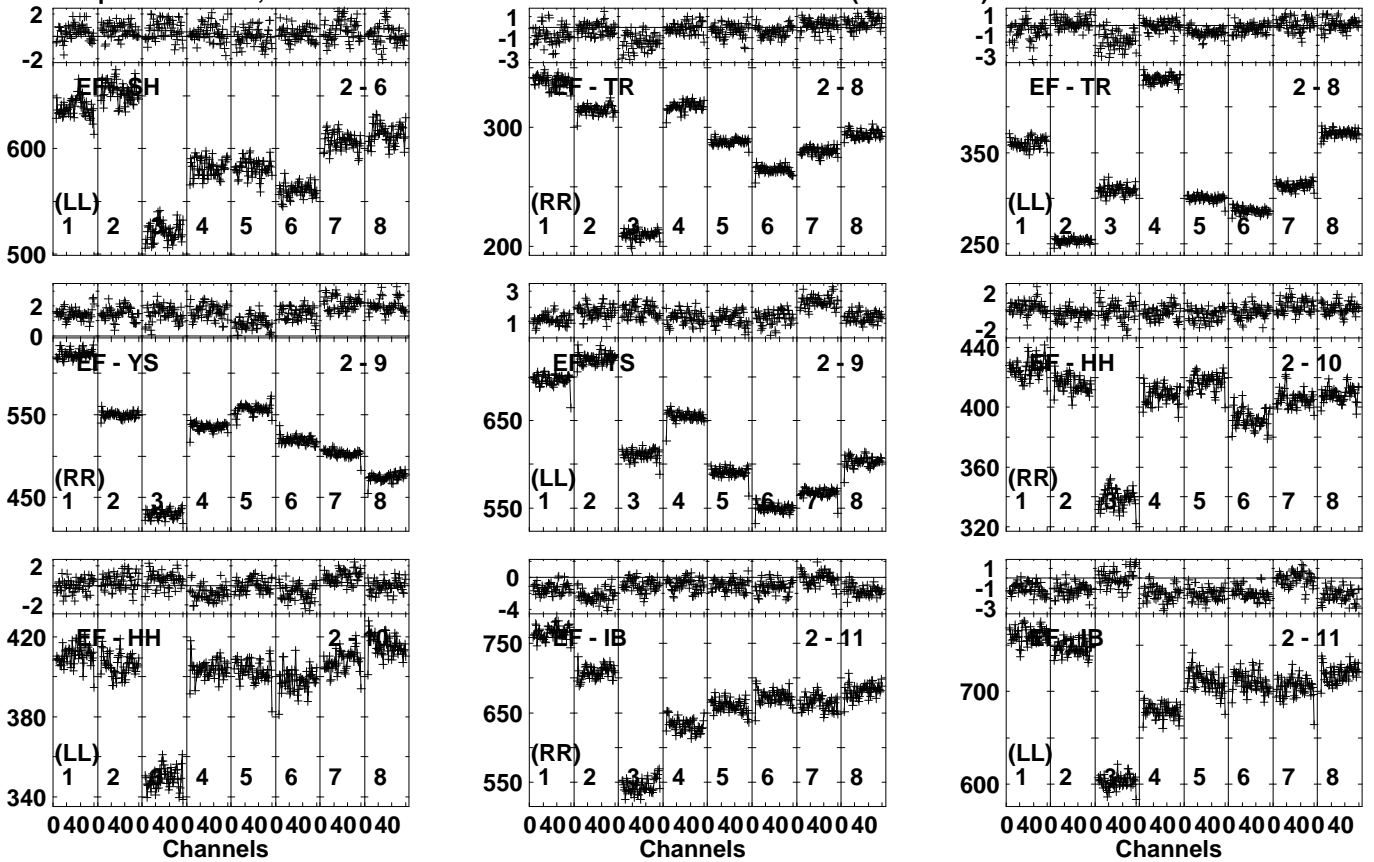 2 1 1
-2 -1 -1
-3 -3
EF - SH 2 - 6 EF - TR 2 - 8 EF - TR 2 - 8
600 300 350
(LL) (RR) (LL)
1 2 3 4 5 6 7 8 1 2 3 4 5 6 7 8 1 2 3 4 5 6 7 8
500 200 250
2 3 2
0 1 -2
EF - YS 2 - 9 EF - YS 2 - 9 EF - HH 2 - 10
440
550 650 400
(RR) (LL) 360 (RR)
450 1 2 3 4 5 6 7 8 550 1 2 3 4 5 6 7 8 320 1 2 3 4 5 6 7 8
2 0 1
-2 -4 -1
-3
EF - HH 2 - 10 EF - IB 2 - 11 EF - IB 2 - 11
420 750 700
380 650
(LL) (RR) (LL)
1 2 3 4 5 6 7 8 1 2 3 4 5 6 7 8 1 2 3 4 5 6 7 8
340 550 600
0 40 0 40 0 40 0 40 0 40 0 40 0 40 0 40 0 40 0 40 0 40 0 40 0 40 0 40 0 40 0 40 0 40 0 40 0 40 0 40 0 40 0 40 0 40 0 40
Channels Channels Channels